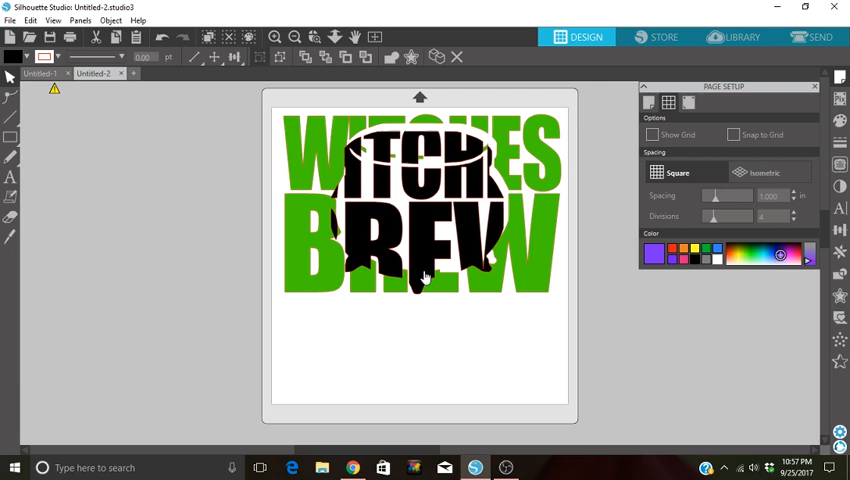 Silhouette Studio: Untitled-2.studio3
File Edit View Panels Object Help
DESIGN STORE LIBRARY SEND
0.00 pt
Untitled-1 × Untitled-2 × +
PAGE SETUP
Options
Show Grid Snap to Grid
Spacing
Square Isometric
Spacing 1.000 in
Divisions 4
Color
WITCHES
BREW
Type here to search
10:57 PM
9/25/2017